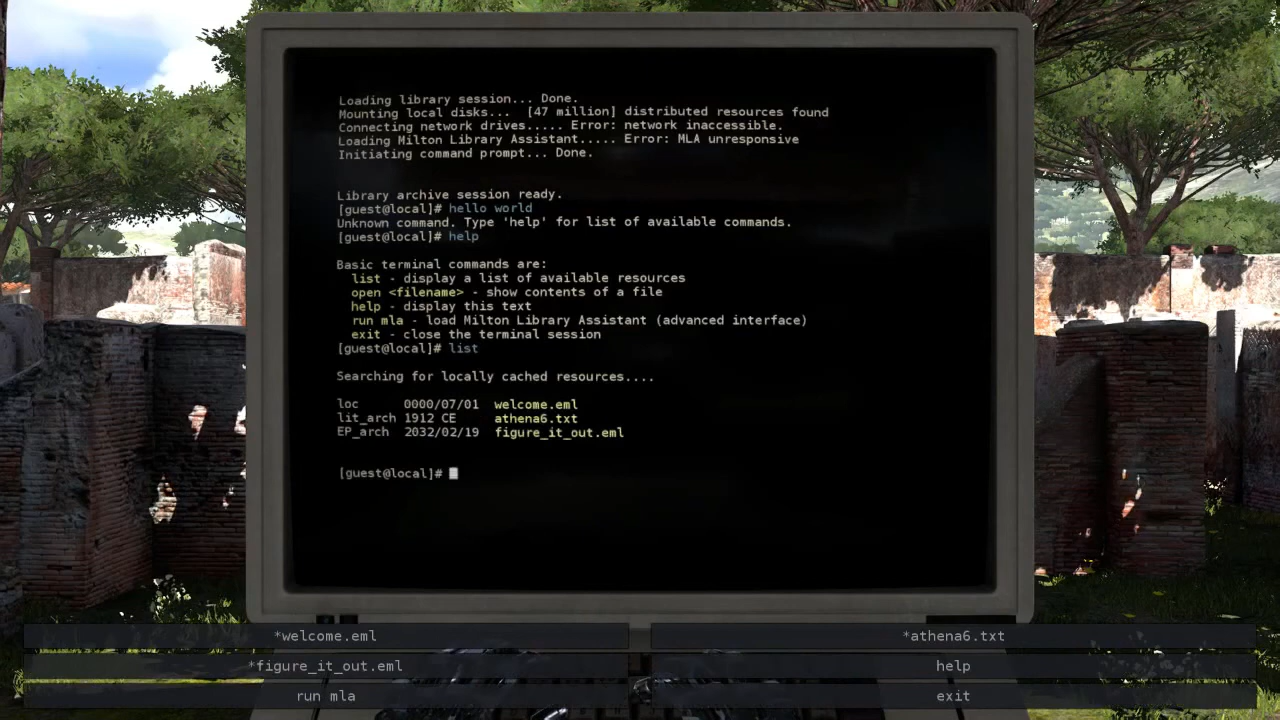 Loading library session... Done.
Mounting local disks...  [47 million] distributed resources found
Connecting network drives..... Error: network inaccessible.
Loading Milton Library Assistant..... Error: MLA unresponsive
Initiating command prompt... Done.
Library archive session ready.
[guest@local]# hello world
Unknown command. Type 'help' for list of available commands.
[guest@local]# help
Basic terminal commands are:
list - display a list of available resources
open <filename> - show contents of a file
help - display this text
run mla - load Milton Library Assistant (advanced interface)
exit - close the terminal session
[guest@local]# list
Searching for locally cached resources....
loc      0000/07/01  welcome.eml
lit_arch 1912 CE     athena6.txt
EP_arch  2032/02/19  figure_it_out.eml
[guest@local]#
*welcome.eml
*athena6.txt
*figure_it_out.eml
help
run mla
exit